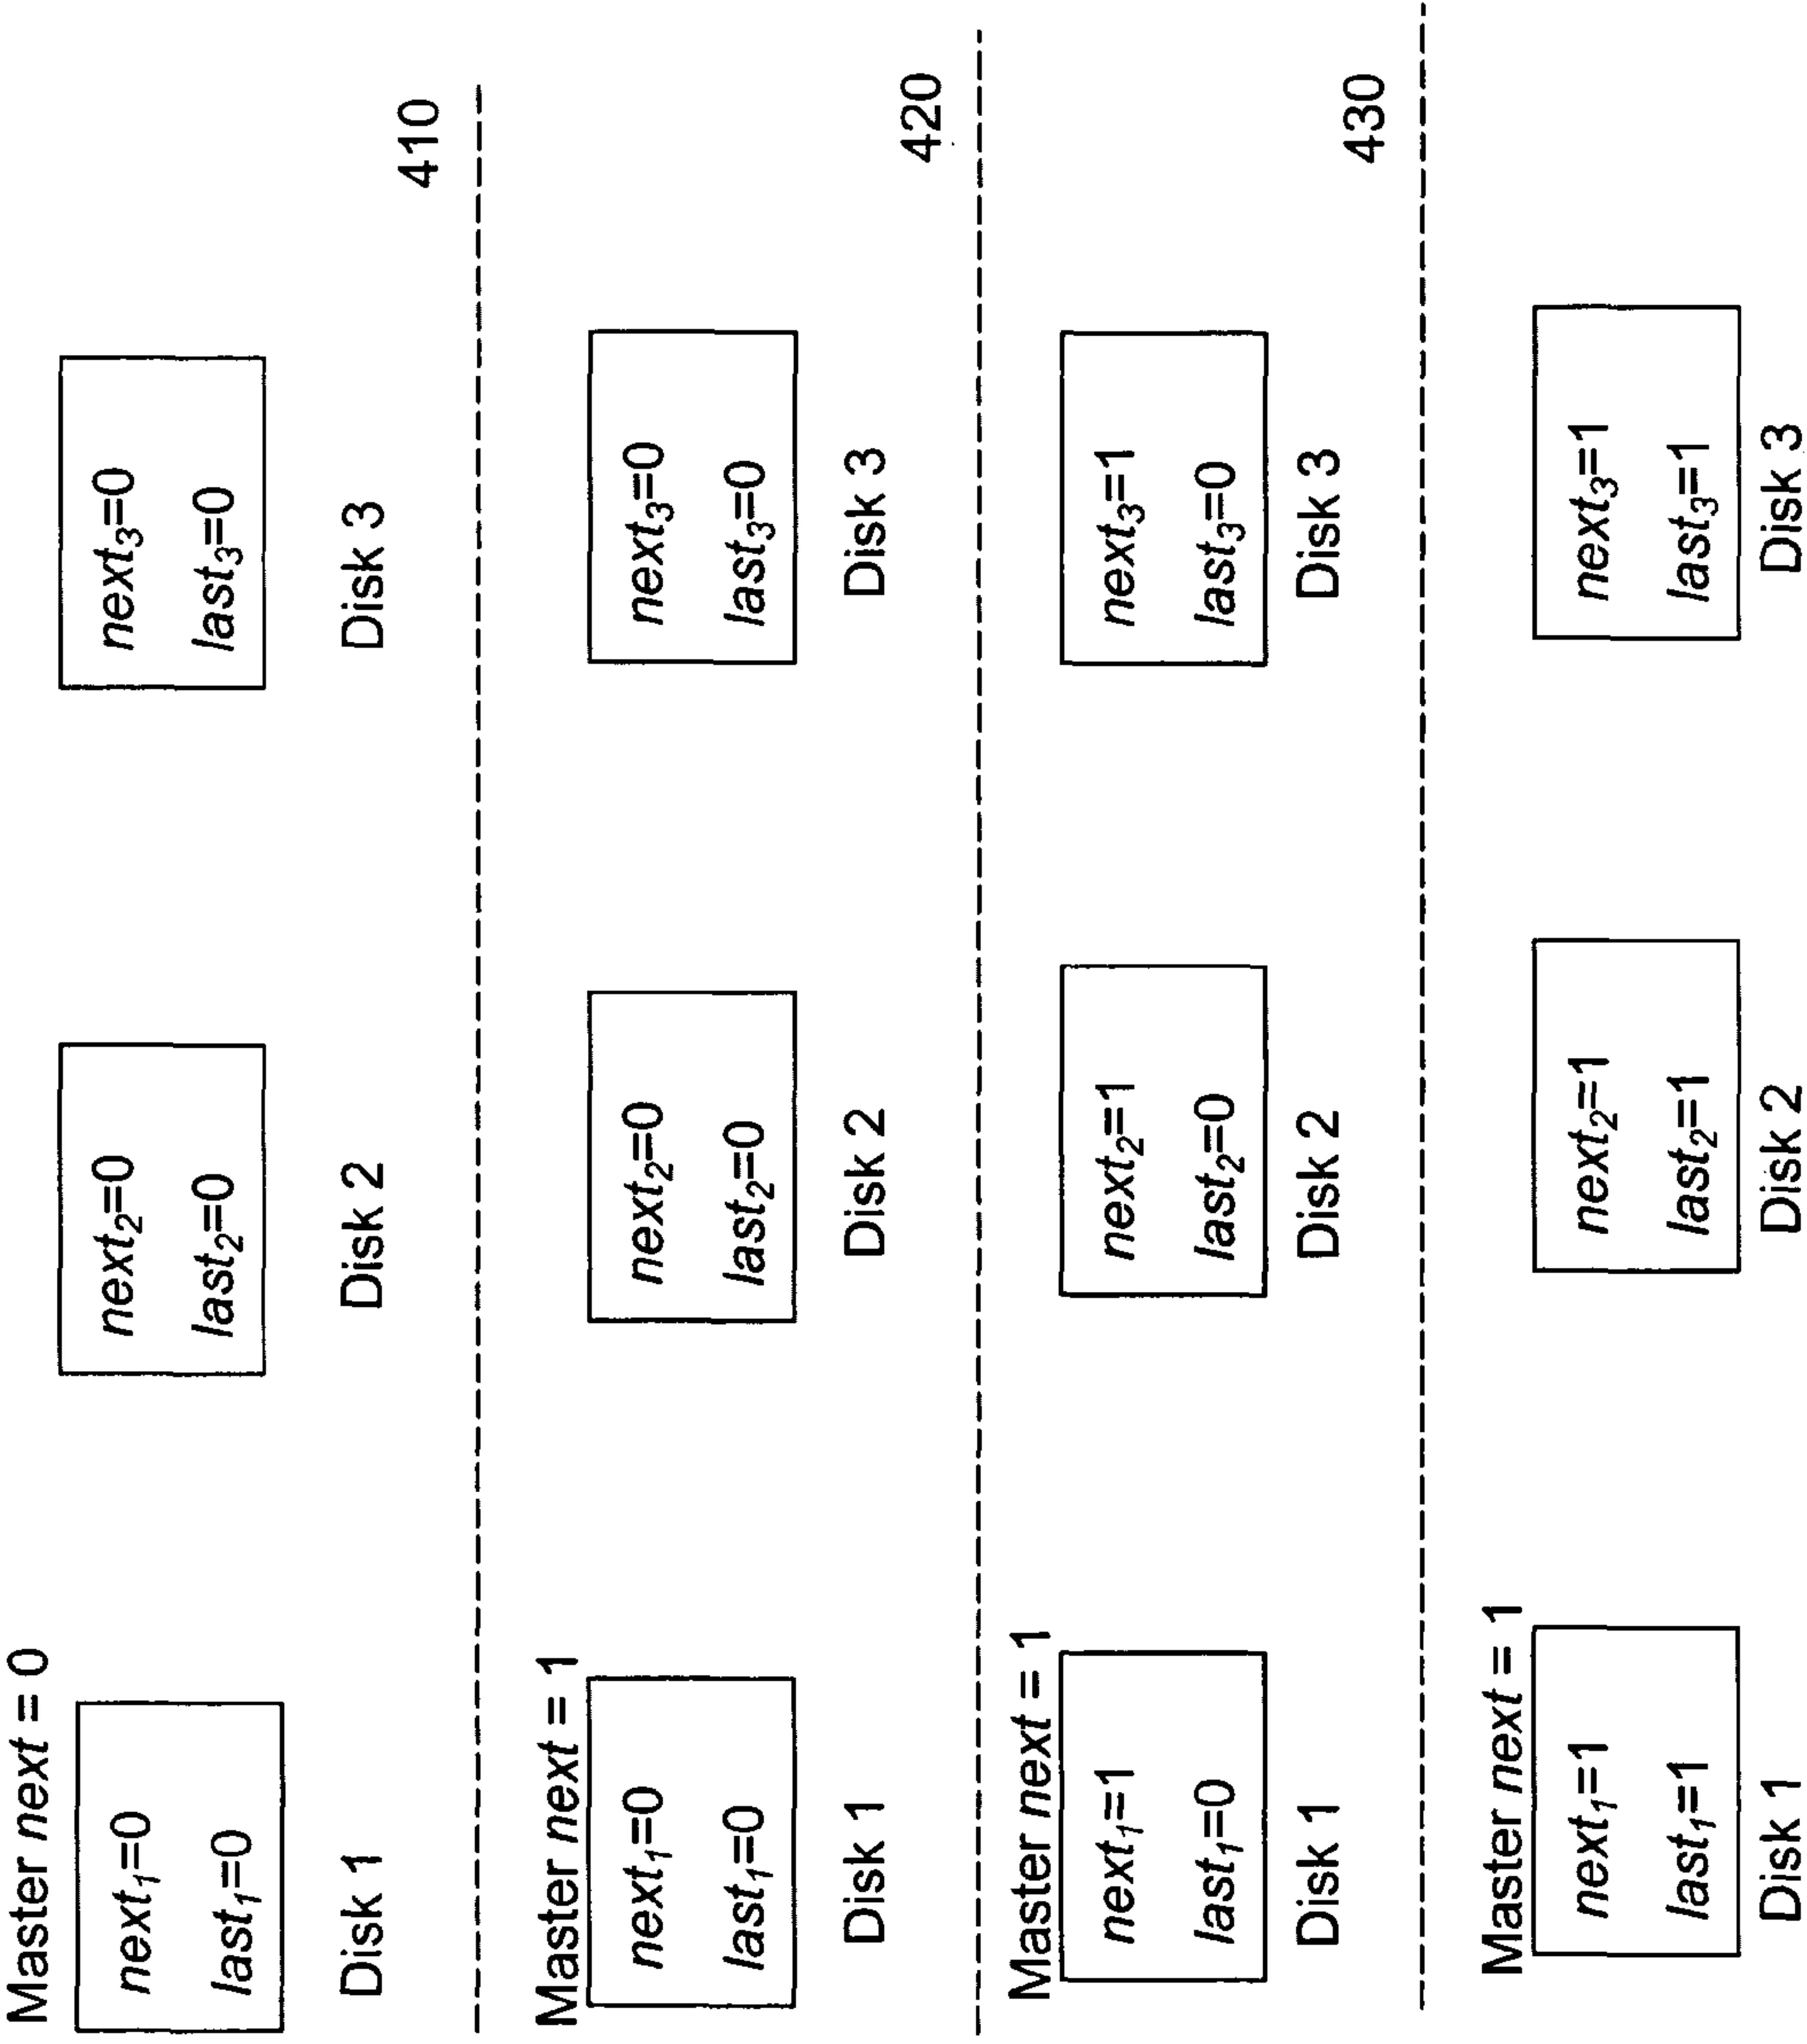 Master next = 0
next₁=0 next₂=0 next₃=0
last₁=0 last₂=0 last₃=0
Disk 1 Disk 2 Disk 3
410
Master next = 1
next₁=0 next₂=0 next₃=0
last₁=0 last₂=0 last₃=0
Disk 1 Disk 2 Disk 3
420
Master next = 1
next₁=1 next₂=1 next₃=1
last₁=0 last₂=0 last₃=0
Disk 1 Disk 2 Disk 3
430
Master next = 1
next₁=1 next₂=1 next₃=1
last₁=1 last₂=1 last₃=1
Disk 1 Disk 2 Disk 3